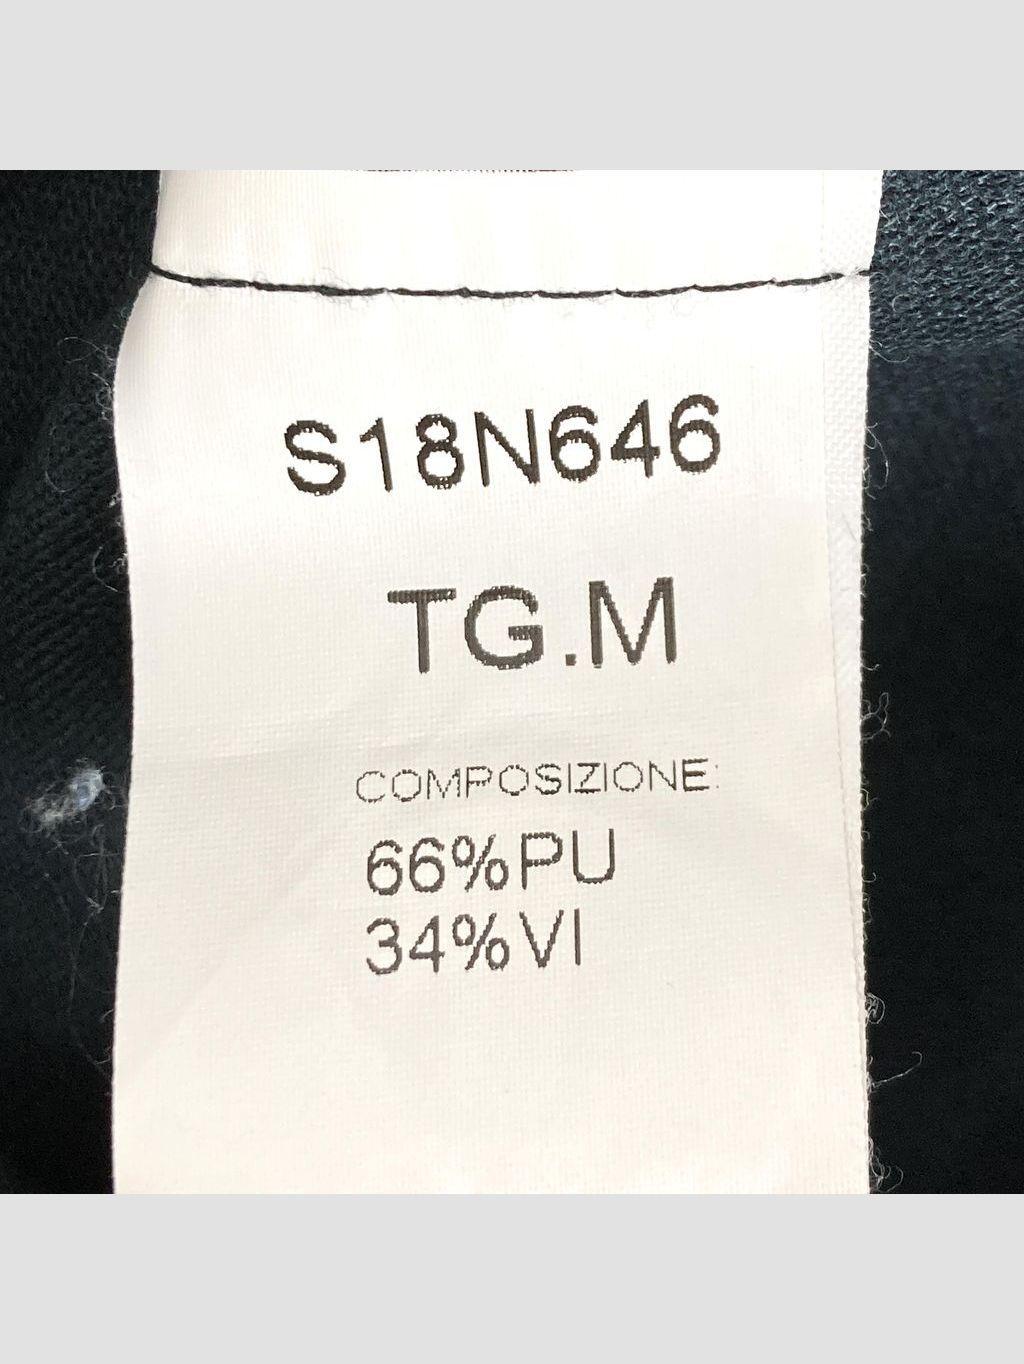 S18N646
TG.M
COMPOSIZIONE:
66%PU
34%VI